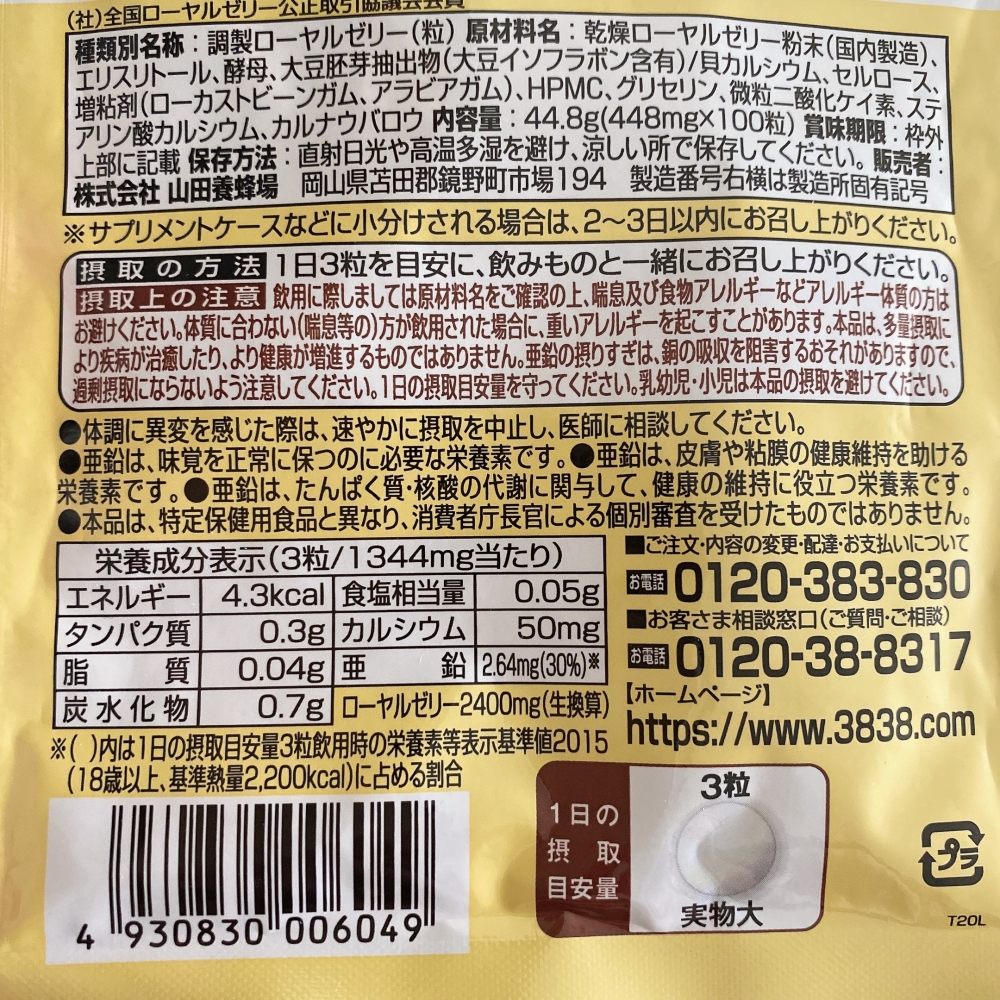 (社)全国ローヤルゼリー公正取引協議会会員
種類別名称：調製ローヤルゼリー(粒) 原材料名：乾燥ローヤルゼリー粉末(国内製造)、
エリスリトール、酵母、大豆胚芽抽出物(大豆イソフラボン含有)/貝カルシウム、セルロース、
増粘剤(ローカストビーンガム、アラビアガム)、HPMC、グリセリン、微粒二酸化ケイ素、ステ
アリン酸カルシウム、カルナウバロウ 内容量：44.8g(448mg×100粒) 賞味期限：枠外
上部に記載 保存方法：直射日光や高温多湿を避け、涼しい所で保存してください。 販売者：
株式会社 山田養蜂場 岡山県苫田郡鏡野町市場194 製造番号右横は製造所固有記号
※サプリメントケースなどに小分けされる場合は、2～3日以内にお召し上がりください。
摂取の方法 1日3粒を目安に、飲みものと一緒にお召し上がりください。
摂取上の注意 飲用に際しましては原材料名をご確認の上、喘息及び食物アレルギーなどアレルギー体質の方は
お避けください。体質に合わない(喘息等の)方が飲用された場合に、重いアレルギーを起こすことがあります。本品は、多量摂取に
より疾病が治癒したり、より健康が増進するものではありません。亜鉛の摂りすぎは、銅の吸収を阻害するおそれがありますので、
過剰摂取にならないよう注意してください。1日の摂取目安量を守ってください。乳幼児・小児は本品の摂取を避けてください。
●体調に異変を感じた際は、速やかに摂取を中止し、医師に相談してください。
●亜鉛は、味覚を正常に保つのに必要な栄養素です。●亜鉛は、皮膚や粘膜の健康維持を助ける
栄養素です。●亜鉛は、たんぱく質・核酸の代謝に関与して、健康の維持に役立つ栄養素です。
●本品は、特定保健用食品と異なり、消費者庁長官による個別審査を受けたものではありません。
栄養成分表示(3粒/1344mg当たり)
エネルギー 4.3kcal 食塩相当量 0.05g
タンパク質 0.3g カルシウム 50mg
脂質 0.04g 亜鉛 2.64mg(30%)※
炭水化物 0.7g ローヤルゼリー2400mg(生換算)
※( )内は1日の摂取目安量3粒飲用時の栄養素等表示基準値2015
(18歳以上、基準熱量2,200kcal)に占める割合
■ご注文・内容の変更・配達・お支払いについて
お電話 0120-383-830
■お客さま相談窓口(ご質問・ご相談)
お電話 0120-38-8317
【ホームページ】
https://www.3838.com
4 930830 006049
1日の
摂取
目安量
3粒
実物大
プラ
T20L